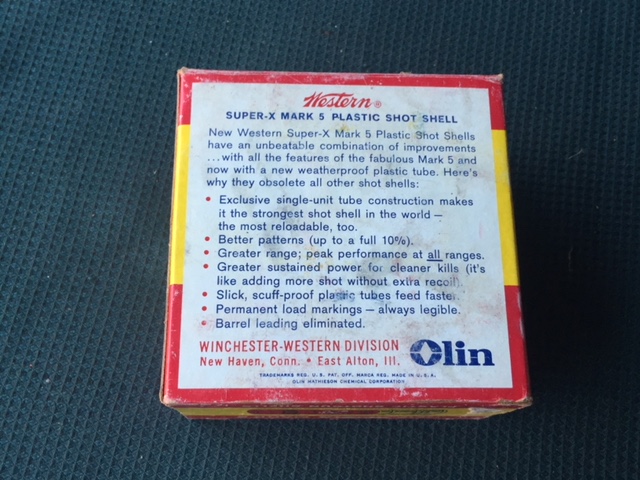 Western®
SUPER-X MARK 5 PLASTIC SHOT SHELL
New Western Super-X Mark 5 Plastic Shot Shells
have an unbeatable combination of improvements
...with all the features of the fabulous Mark 5 and
now with a new weatherproof plastic tube. Here's
why they obsolete all other shot shells:
• Exclusive single-unit tube construction makes
it the strongest shot shell in the world —
the most reloadable, too.
• Better patterns (up to a full 10%).
• Greater range; peak performance at all ranges.
• Greater sustained power for cleaner kills (it's
like adding more shot without extra recoil).
• Slick, scuff-proof plastic tubes feed faster.
• Permanent load markings — always legible.
• Barrel leading eliminated.
WINCHESTER-WESTERN DIVISION
New Haven, Conn. • East Alton, Ill.
Olin
TRADEMARKS REG. U. S. PAT. OFF. MARCA REG. MADE IN U. S. A.
OLIN MATHIESON CHEMICAL CORPORATION